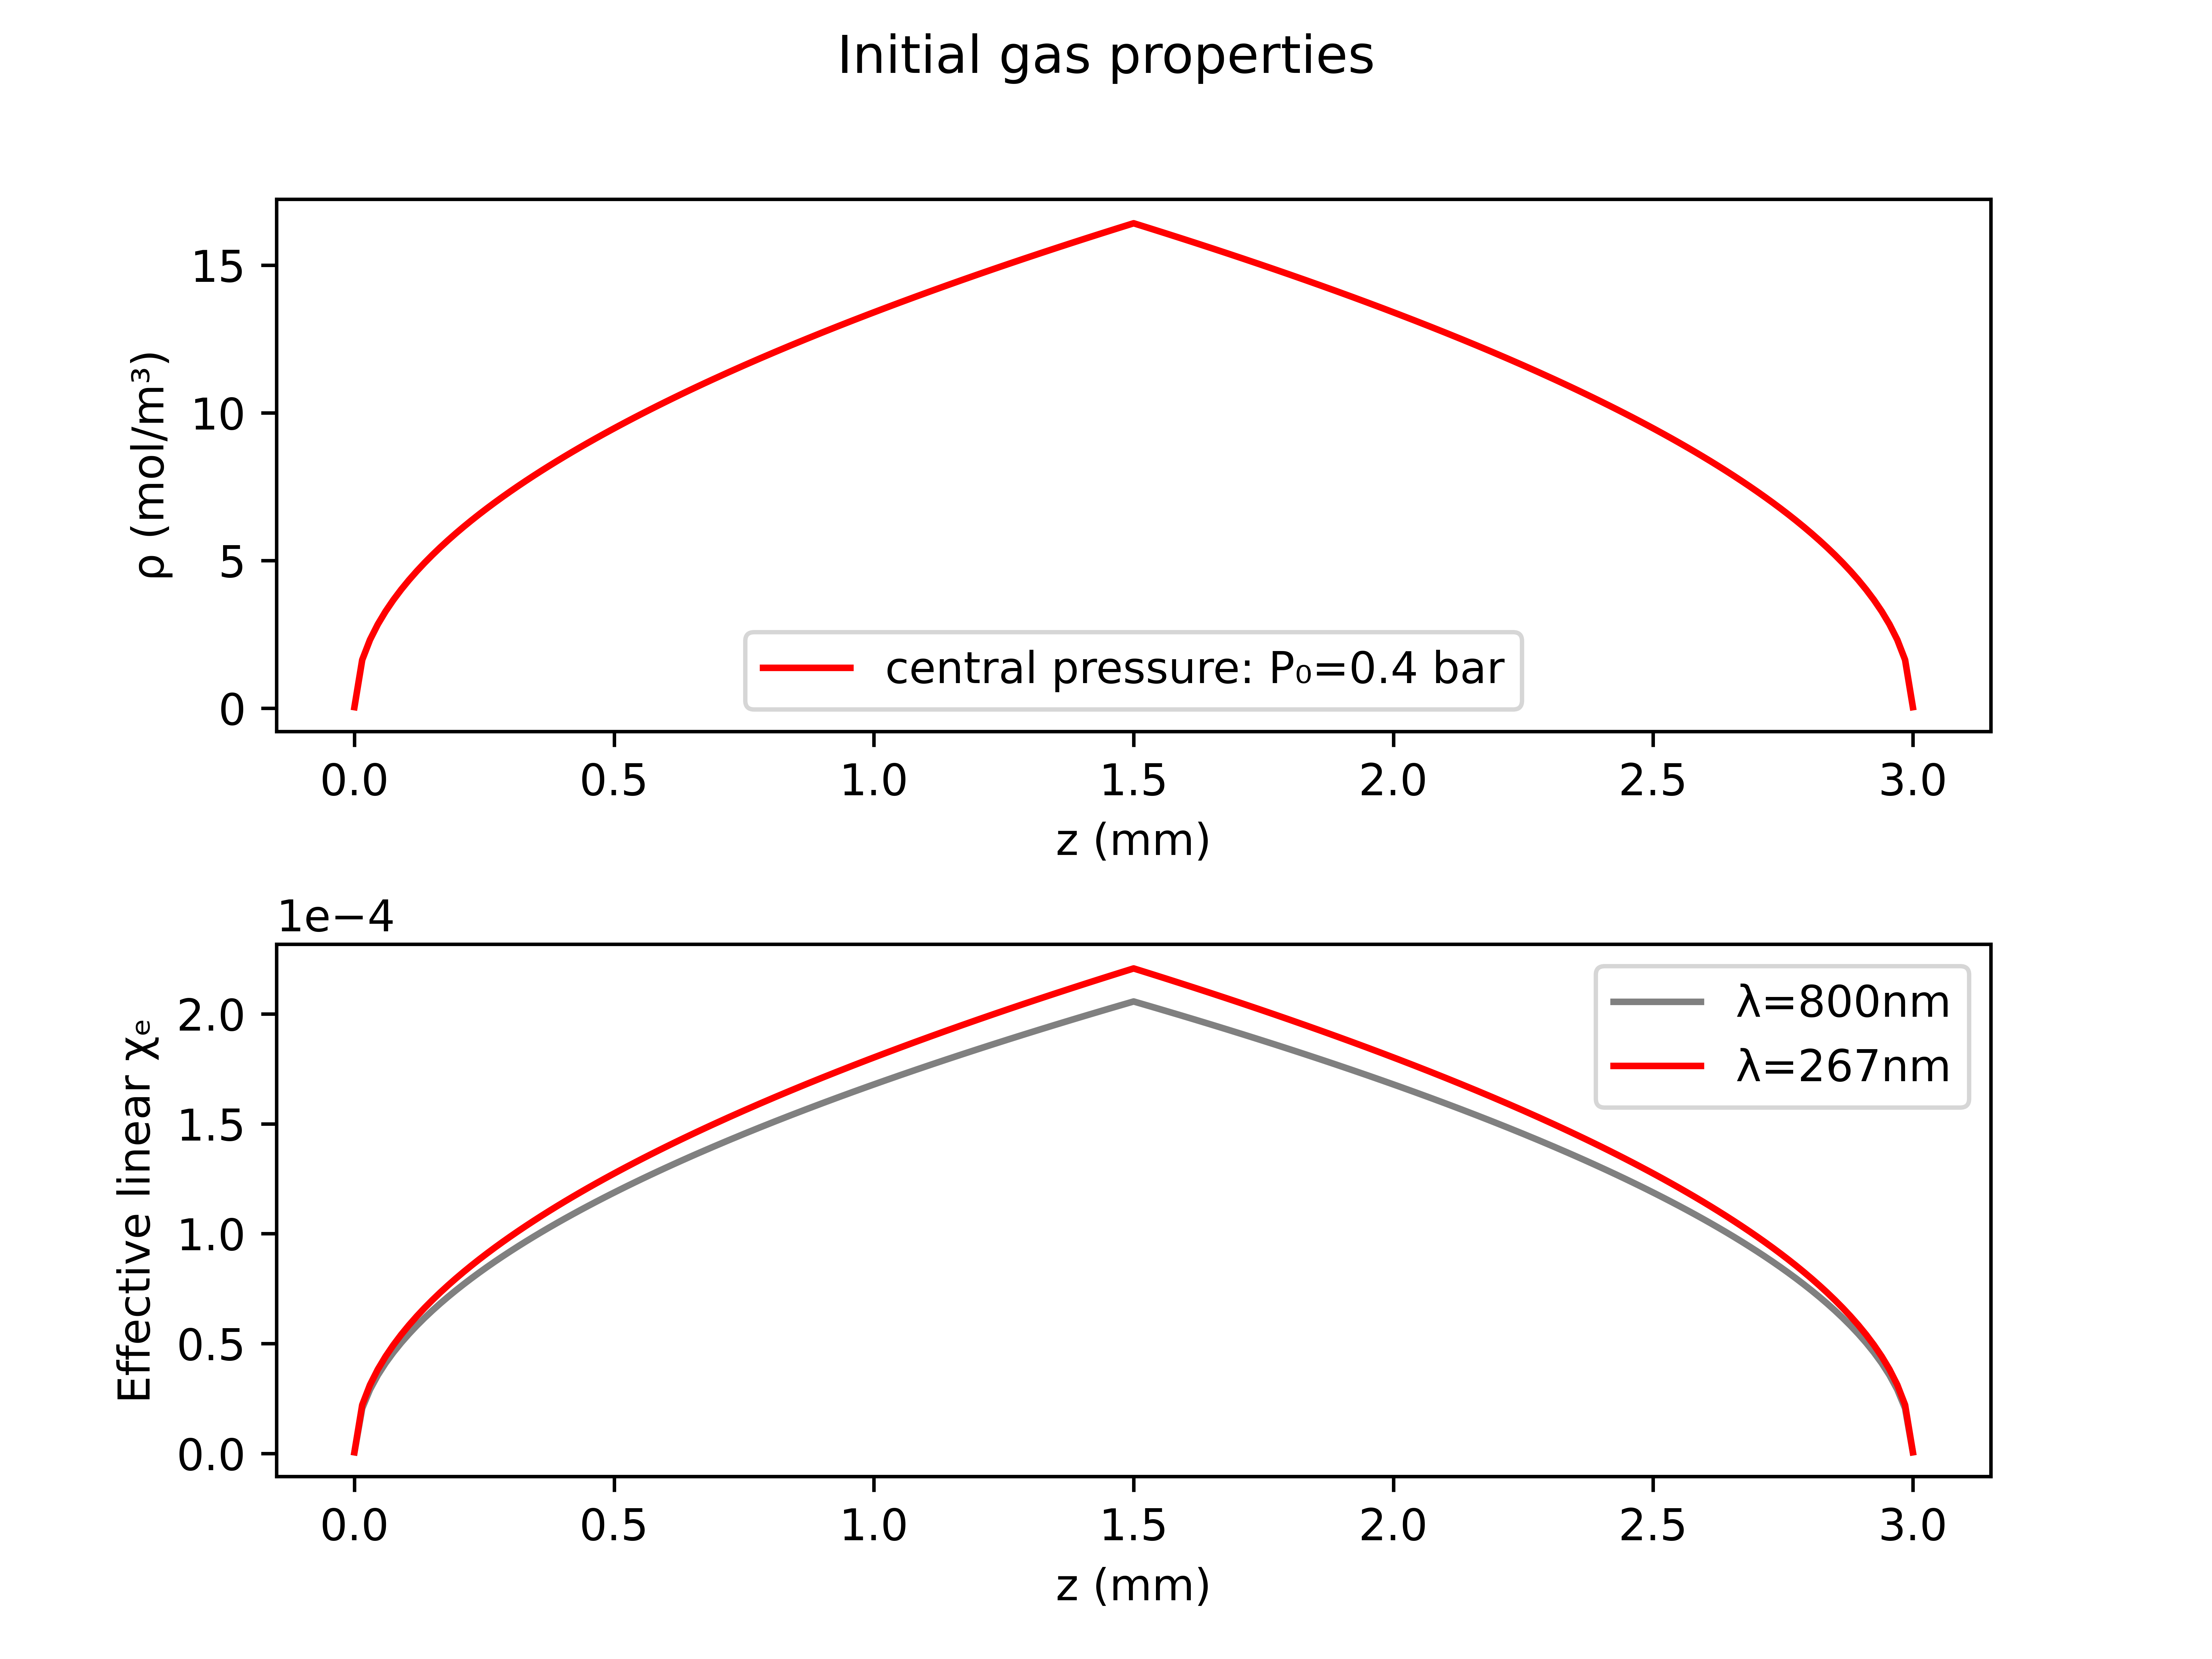 Initial gas properties
ρ (mol/m³)
15
10
5
0
central pressure: P₀=0.4 bar
0.0 0.5 1.0 1.5 2.0 2.5 3.0
z (mm)
1e−4
Effective linear χₑ
2.0
1.5
1.0
0.5
0.0
λ=800nm
λ=267nm
0.0 0.5 1.0 1.5 2.0 2.5 3.0
z (mm)